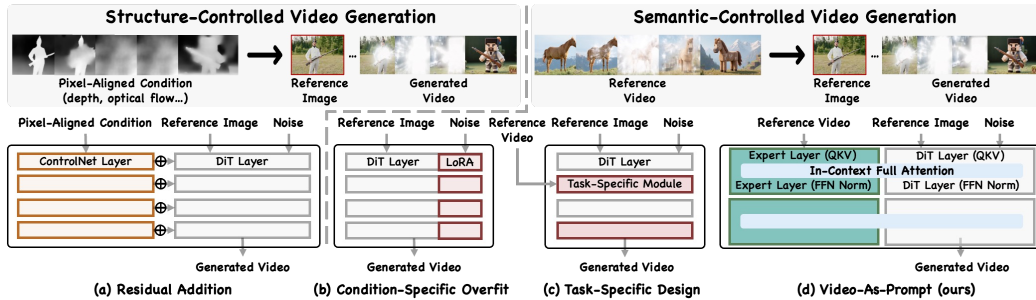 Structure-Controlled Video Generation
Pixel-Aligned Condition
(depth, optical flow...)
Reference
Image
...
Generated
Video
Semantic-Controlled Video Generation
Reference
Video
Reference
Image
...
Generated
Video
Pixel-Aligned Condition
Reference Image
Noise
ControlNet Layer
DiT Layer
Generated Video
(a) Residual Addition
Reference Image
Noise
DiT Layer
LoRA
Generated Video
(b) Condition-Specific Overfit
Reference
Video
Reference Image
Noise
DiT Layer
Task-Specific Module
Generated Video
(c) Task-Specific Design
Reference Video
Reference Image
Noise
Expert Layer (QKV)
DiT Layer (QKV)
In-Context Full Attention
Expert Layer (FFN Norm)
DiT Layer (FFN Norm)
Generated Video
(d) Video-As-Prompt (ours)